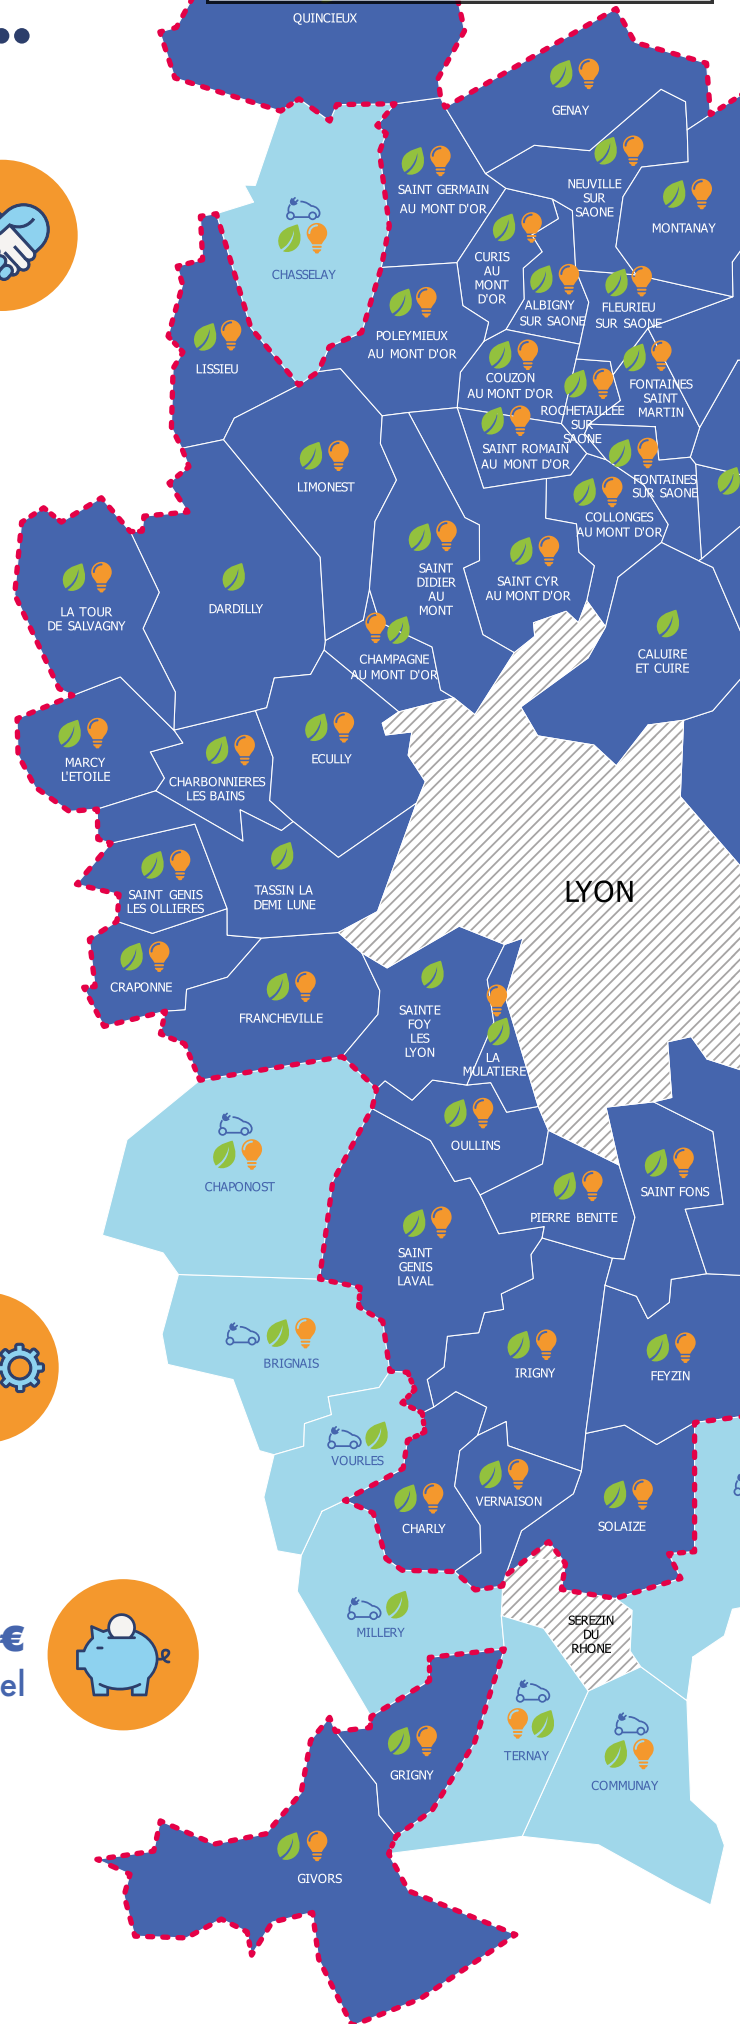 QUINCIEUX
GENAY
SAINT GERMAIN
AU MONT D'OR
NEUVILLE
SUR
SAONE
MONTANAY
CHASSELAY
CURIS
AU
MONT
D'OR
ALBIGNY
SUR SAONE
FLEURIEU
SUR SAONE
POLEYMIEUX
AU MONT D'OR
LISSIEU
COUZON
AU MONT D'OR
FONTAINES
SAINT
MARTIN
ROCHETAILLÉE
SUR
SAONE
SAINT ROMAIN
AU MONT D'OR
LIMONEST
FONTAINES
SUR SAONE
COLLONGES
AU MONT D'OR
SAINT
DIDIER
AU
MONT
SAINT CYR
AU MONT D'OR
LA TOUR
DE SALVAGNY
DARDILLY
CHAMPAGNE
AU MONT D'OR
CALUIRE
ET CUIRE
MARCY
L'ETOILE
CHARBONNIERES
LES BAINS
ECULLY
LYON
SAINT GENIS
LES OLLIERES
TASSIN LA
DEMI LUNE
CRAPONNE
FRANCHEVILLE
SAINTE
FOY
LES
LYON
LA
MULATIERE
OULLINS
CHAPONOST
SAINT FONS
PIERRE BENITE
SAINT
GENIS
LAVAL
BRIGNAIS
IRIGNY
FEYZIN
VOURLES
CHARLY
VERNAISON
SOLAIZE
MILLERY
SEREZIN
DU
RHONE
€
el
TERNAY
GRIGNY
COMMUNAY
GIVORS